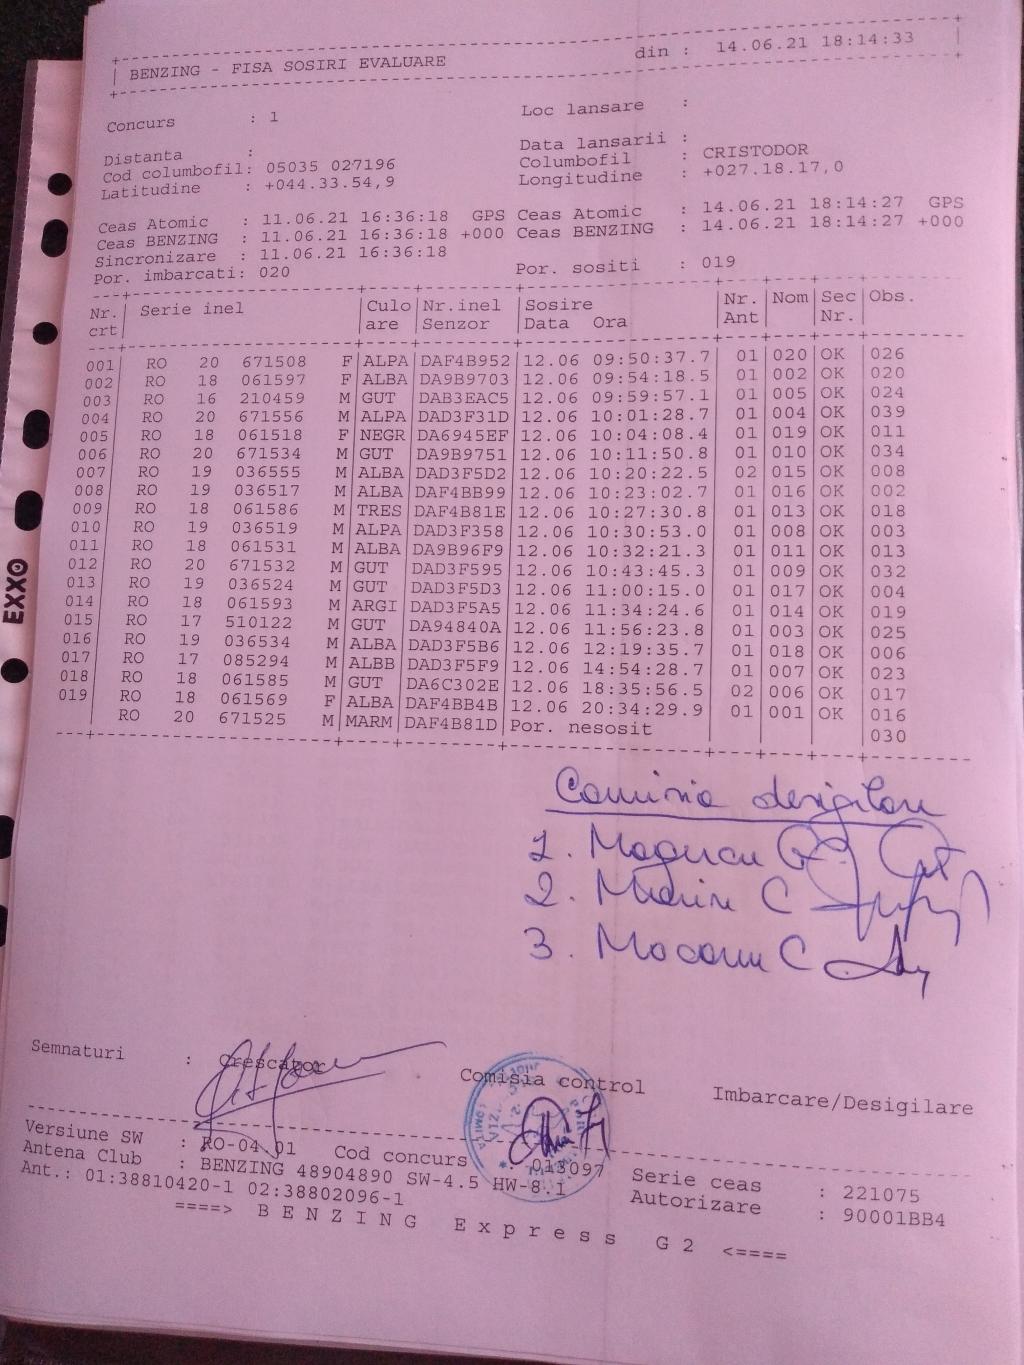 BENZING - FISA SOSIRI EVALUARE din : 14.06.21 18:14:33
Concurs : 1 Loc lansare :
Distanta : Data lansarii :
Cod columbofil: 05035 027196 Columbofil : CRISTODOR
Latitudine : +044.33.54,9 Longitudine : +027.18.17,0
Ceas Atomic : 11.06.21 16:36:18 GPS Ceas Atomic : 14.06.21 18:14:27 GPS
Ceas BENZING : 11.06.21 16:36:18 +000 Ceas BENZING : 14.06.21 18:14:27 +000
Sincronizare : 11.06.21 16:36:18
Por. imbarcati: 020 Por. sositi : 019
Nr. Serie inel Culo Nr.inel Sosire Nr. Nom Sec Obs.
crt are Senzor Data Ora Ant Nr.
001 RO 20 671508 F ALPA DAF4B952 12.06 09:50:37.7 01 020 OK 026
002 RO 18 061597 F ALBA DA9B9703 12.06 09:54:18.5 01 002 OK 020
003 RO 16 210459 M GUT DAB3EAC5 12.06 09:59:57.1 01 005 OK 024
004 RO 20 671556 M ALPA DAD3F31D 12.06 10:01:28.7 01 004 OK 039
005 RO 18 061518 F NEGR DA6945EF 12.06 10:04:08.4 01 019 OK 011
006 RO 20 671534 M GUT DA9B9751 12.06 10:11:50.8 01 010 OK 034
007 RO 19 036555 M ALBA DAD3F5D2 12.06 10:20:22.5 02 015 OK 008
008 RO 19 036517 M ALBA DAF4BB99 12.06 10:23:02.7 01 016 OK 002
009 RO 18 061586 M TRES DAF4B81E 12.06 10:27:30.8 01 013 OK 018
010 RO 19 036519 M ALPA DAD3F358 12.06 10:30:53.0 01 008 OK 003
011 RO 18 061531 M ALBA DA9B96F9 12.06 10:32:21.3 01 011 OK 013
012 RO 20 671532 M GUT DAD3F595 12.06 10:43:45.3 01 009 OK 032
013 RO 19 036524 M GUT DAD3F5D3 12.06 11:00:15.0 01 017 OK 004
014 RO 18 061593 M ARGI DAD3F5A5 12.06 11:34:24.6 01 014 OK 019
015 RO 17 510122 M GUT DA94840A 12.06 11:56:23.8 01 003 OK 025
016 RO 19 036534 M ALBA DAD3F5B6 12.06 12:19:35.7 01 018 OK 006
017 RO 17 085294 M ALBB DAD3F5F9 12.06 14:54:28.7 01 007 OK 023
018 RO 18 061585 M GUT DA6C302E 12.06 18:35:56.5 02 006 OK 017
019 RO 18 061569 F ALBA DAF4BB4B 12.06 20:34:29.9 01 001 OK 016
RO 20 671525 M MARM DAF4B81D Por. nesosit 030
Comisia desigilare
1.
2. Marin C
3. Mocanu C
Semnaturi : crescator Comisia control Imbarcare/Desigilare
Versiune SW : RO-04.01 Cod concurs : 013097 Serie ceas : 221075
Antena Club : BENZING 48904890 SW-4.5 HW-8.1 Autorizare : 90001BB4
Ant.: 01:38810420-1 02:38802096-1
====> BENZING Express G2 <====
EXXO